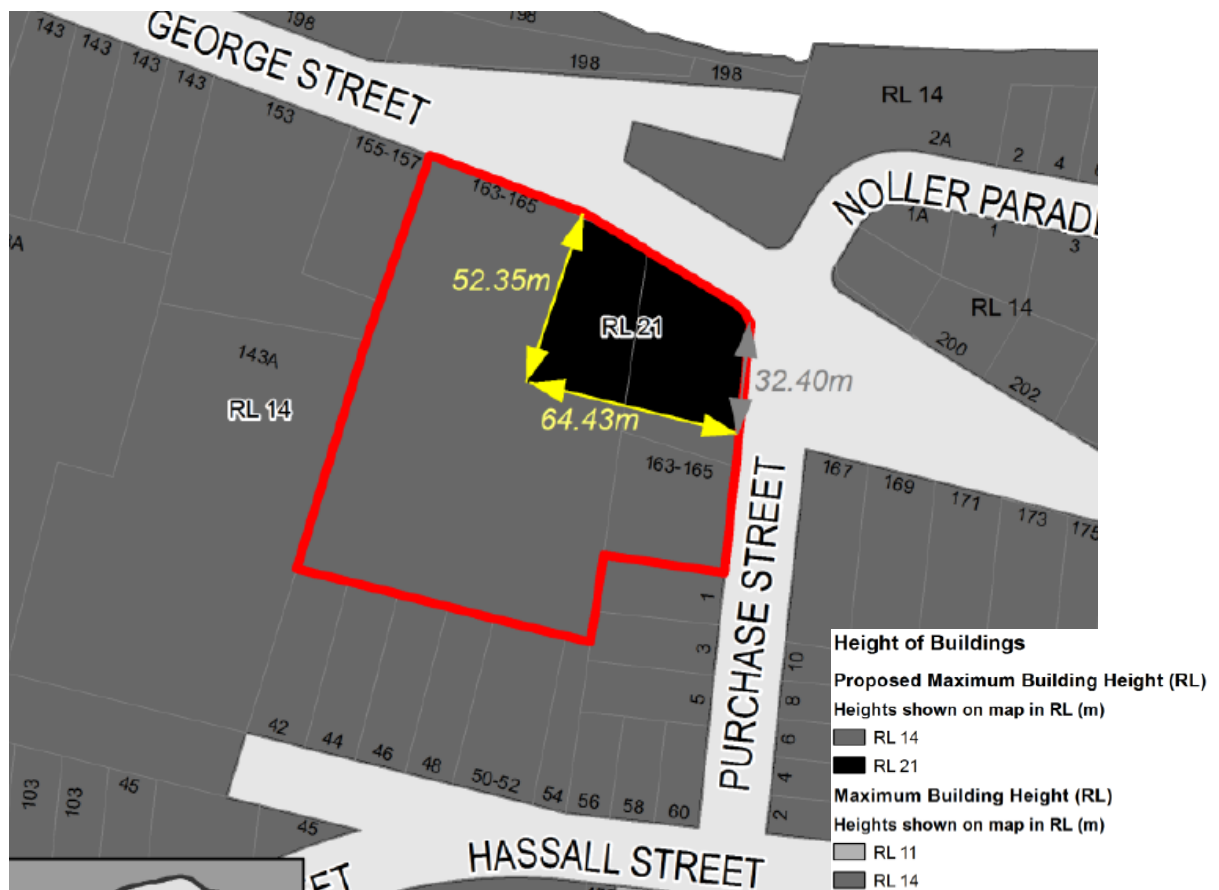 198
198
143
143
143
143
GEORGE STREET
198
198
153
155-157
163-165
RL 14
2A
2
4
NOLLER PARADE
1A
1
3
52.35m
RL 21
RL 14
200
202
32.40m
143A
RL 14
64.43m
163-165
167
169
171
173
175
PURCHASE STREET
1
3
5
10
8
6
4
2
42
44
46
48
50-52
54
56
58
60
103
103
45
45
HASSALL STREET
ET
Height of Buildings
Proposed Maximum Building Height (RL)
Heights shown on map in RL (m)
RL 14
RL 21
Maximum Building Height (RL)
Heights shown on map in RL (m)
RL 11
RL 14